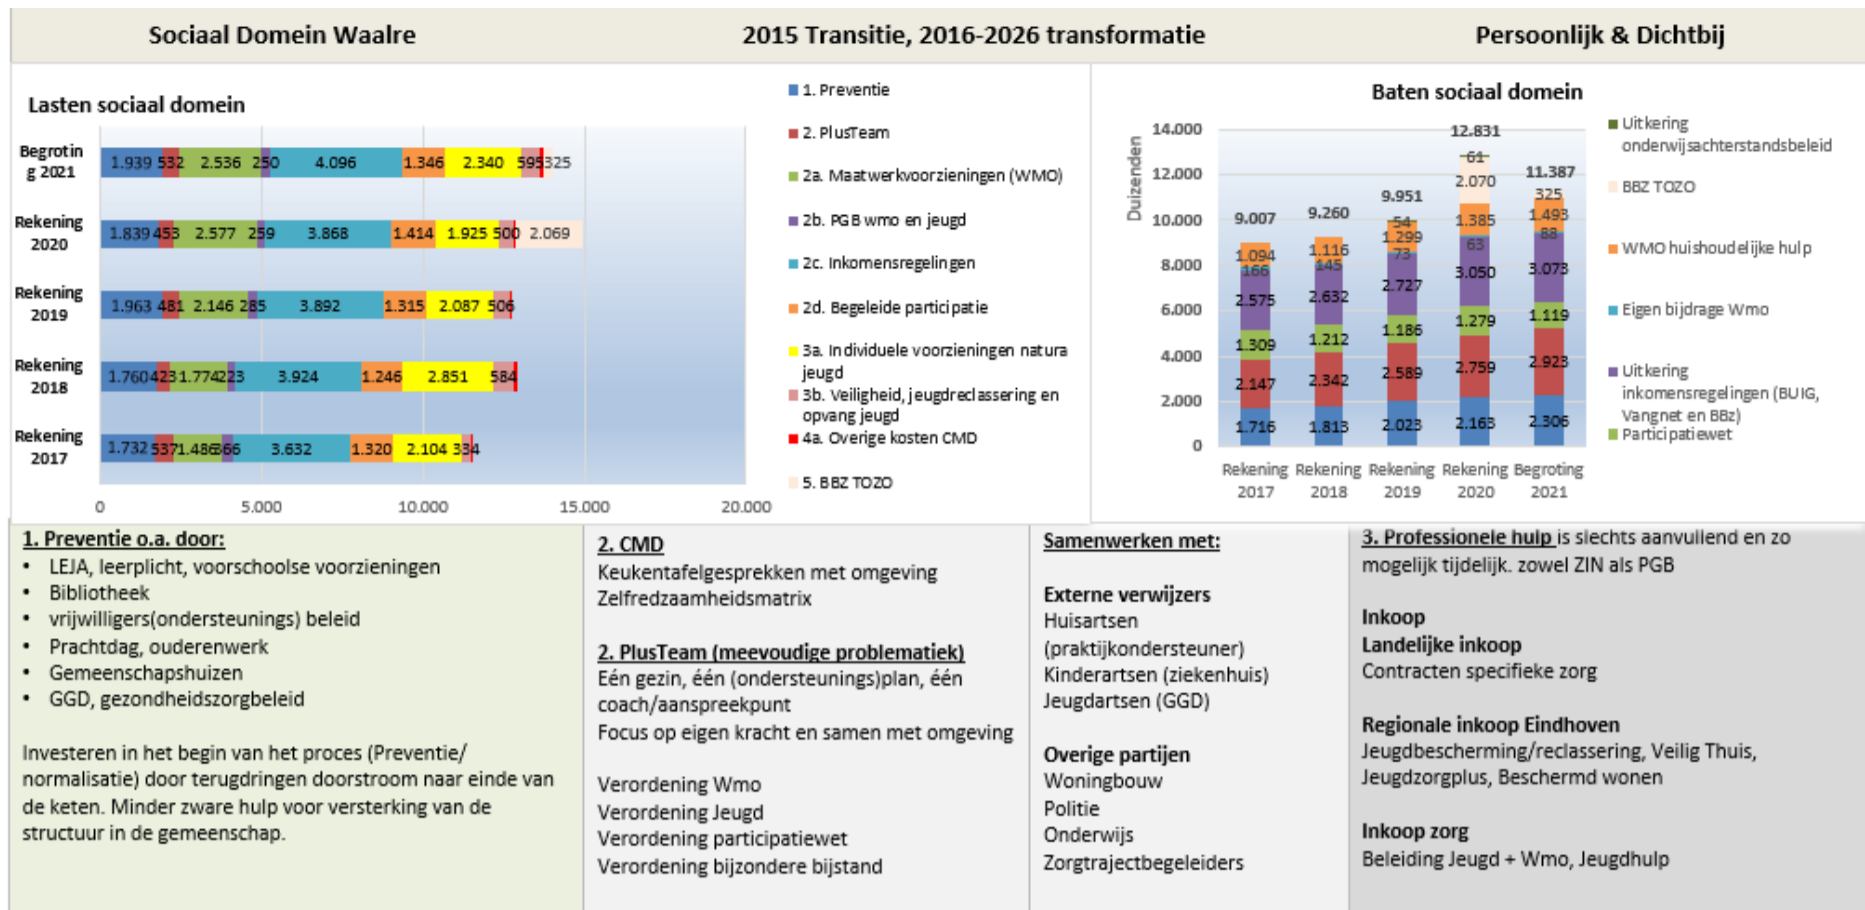 Sociaal Domein Waalre
2015 Transitie, 2016-2026 transformatie
Persoonlijk & Dichtbij
Lasten sociaal domein
Begrotin
g 2021
1.939 532 2.536 250 4.096 1.346 2.340 595 325
Rekening
2020
1.839 453 2.577 259 3.868 1.414 1.925 500 2.069
Rekening
2019
1.963 481 2.146 285 3.892 1.315 2.087 506
Rekening
2018
1.760 423 1.774 223 3.924 1.246 2.851 584
Rekening
2017
1.732 537 1.486 366 3.632 1.320 2.104 334
0 5.000 10.000 15.000 20.000
1. Preventie
2. PlusTeam
2a. Maatwerkvoorzieningen (WMO)
2b. PGB wmo en jeugd
2c. Inkomensregelingen
2d. Begeleide participatie
3a. Individuele voorzieningen natura
jeugd
3b. Veiligheid, jeugdreclassering en
opvang jeugd
4a. Overige kosten CMD
5. BBZ TOZO
Baten sociaal domein
Duizenden
14.000
12.000
10.000
8.000
6.000
4.000
2.000
0
9.007
1.094
166
2.575
1.309
2.147
1.716
9.260
1.116
145
2.632
1.212
2.342
1.813
9.951
54
1.299
73
2.727
1.186
2.589
2.023
12.831
61
2.070
1.385
63
3.050
1.279
2.759
2.163
11.387
325
1.493
88
3.073
1.119
2.923
2.306
Rekening Rekening Rekening Rekening Begroting
2017 2018 2019 2020 2021
Uitkering
onderwijsachterstandsbeleid
BBZ TOZO
WMO huishoudelijke hulp
Eigen bijdrage Wmo
Uitkering
inkomensregelingen (BUIG,
Vangnet en BBz)
Participatiewet
1. Preventie o.a. door:
• LEJA, leerplicht, voorschoolse voorzieningen
• Bibliotheek
• vrijwilligers(ondersteunings) beleid
• Prachtdag, ouderenwerk
• Gemeenschapshuizen
• GGD, gezondheidszorgbeleid
Investeren in het begin van het proces (Preventie/
normalisatie) door terugdringen doorstroom naar einde van
de keten. Minder zware hulp voor versterking van de
structuur in de gemeenschap.
2. CMD
Keukentafelgesprekken met omgeving
Zelfredzaamheidsmatrix
2. PlusTeam (meevoudige problematiek)
Eén gezin, één (ondersteunings)plan, één
coach/aanspreekpunt
Focus op eigen kracht en samen met omgeving
Verordening Wmo
Verordening Jeugd
Verordening participatiewet
Verordening bijzondere bijstand
Samenwerken met:
Externe verwijzers
Huisartsen
(praktijkondersteuner)
Kinderartsen (ziekenhuis)
Jeugdartsen (GGD)
Overige partijen
Woningbouw
Politie
Onderwijs
Zorgtrajectbegeleiders
3. Professionele hulp is slechts aanvullend en zo
mogelijk tijdelijk. zowel ZIN als PGB
Inkoop
Landelijke inkoop
Contracten specifieke zorg
Regionale inkoop Eindhoven
Jeugdbescherming/reclassering, Veilig Thuis,
Jeugdzorgplus, Beschermd wonen
Inkoop zorg
Beleiding Jeugd + Wmo, Jeugdhulp